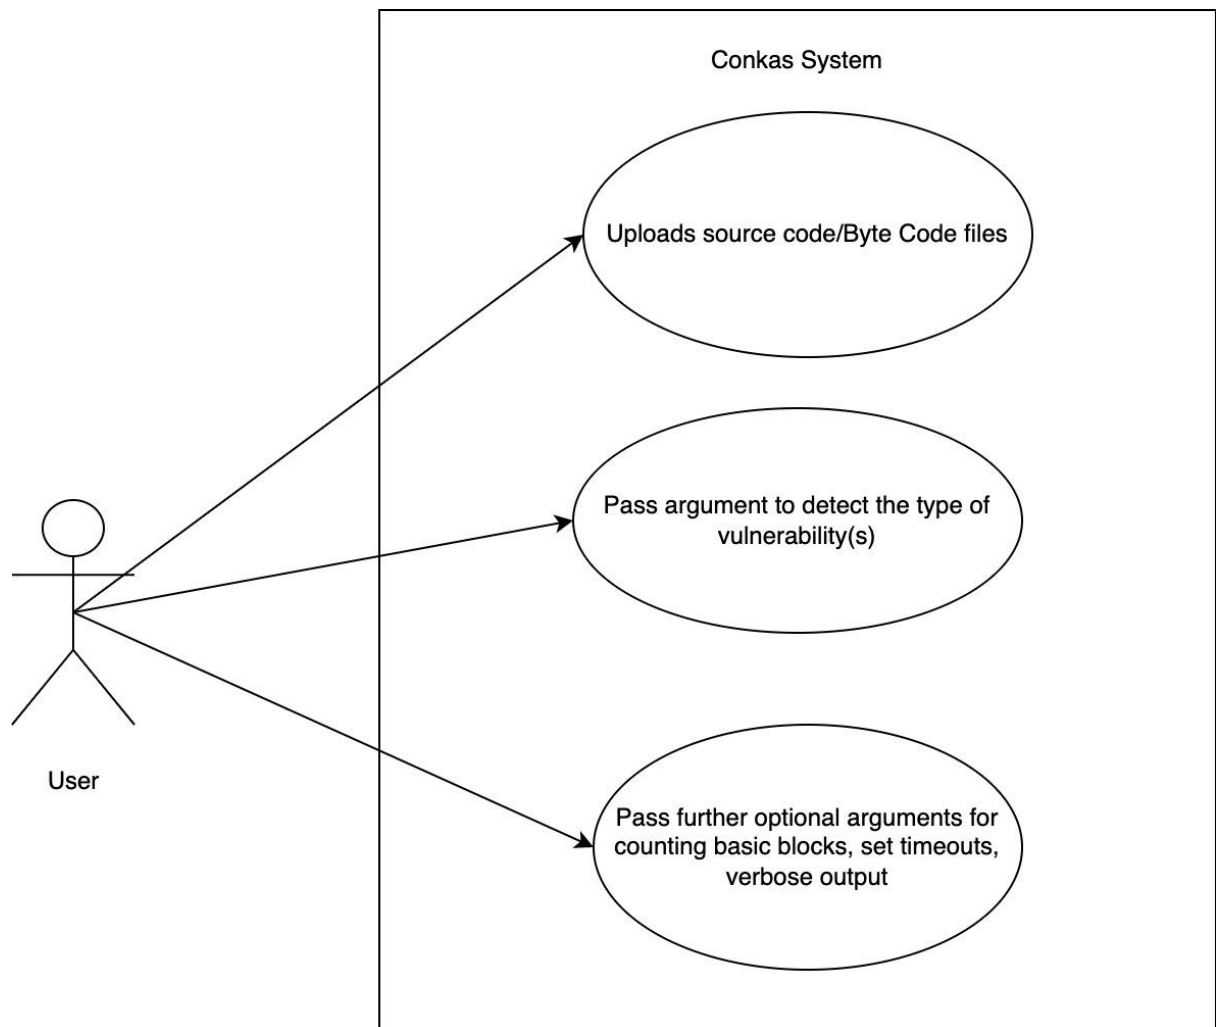 Conkas System
Uploads source code/Byte Code files
Pass argument to detect the type of
vulnerability(s)
User
Pass further optional arguments for
counting basic blocks, set timeouts,
verbose output